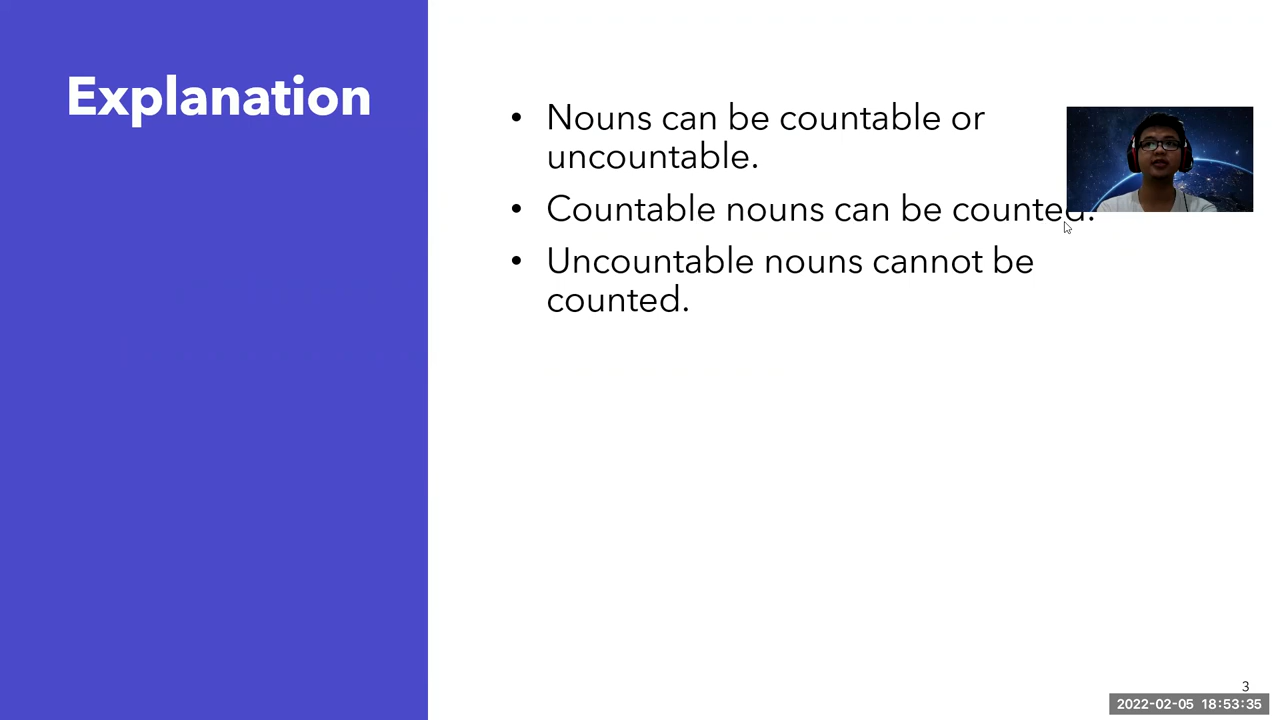 Explanation
• Nouns can be countable or
uncountable.
• Countable nouns can be counted.
• Uncountable nouns cannot be
counted.
3
2022-02-05 18:53:35